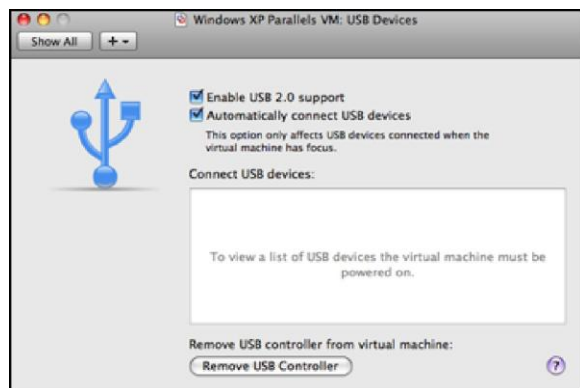 Windows XP Parallels VM: USB Devices
Show All
Enable USB 2.0 support
Automatically connect USB devices
This option only affects USB devices connected when the
virtual machine has focus.
Connect USB devices:
To view a list of USB devices the virtual machine must be
powered on.
Remove USB controller from virtual machine:
Remove USB Controller
?